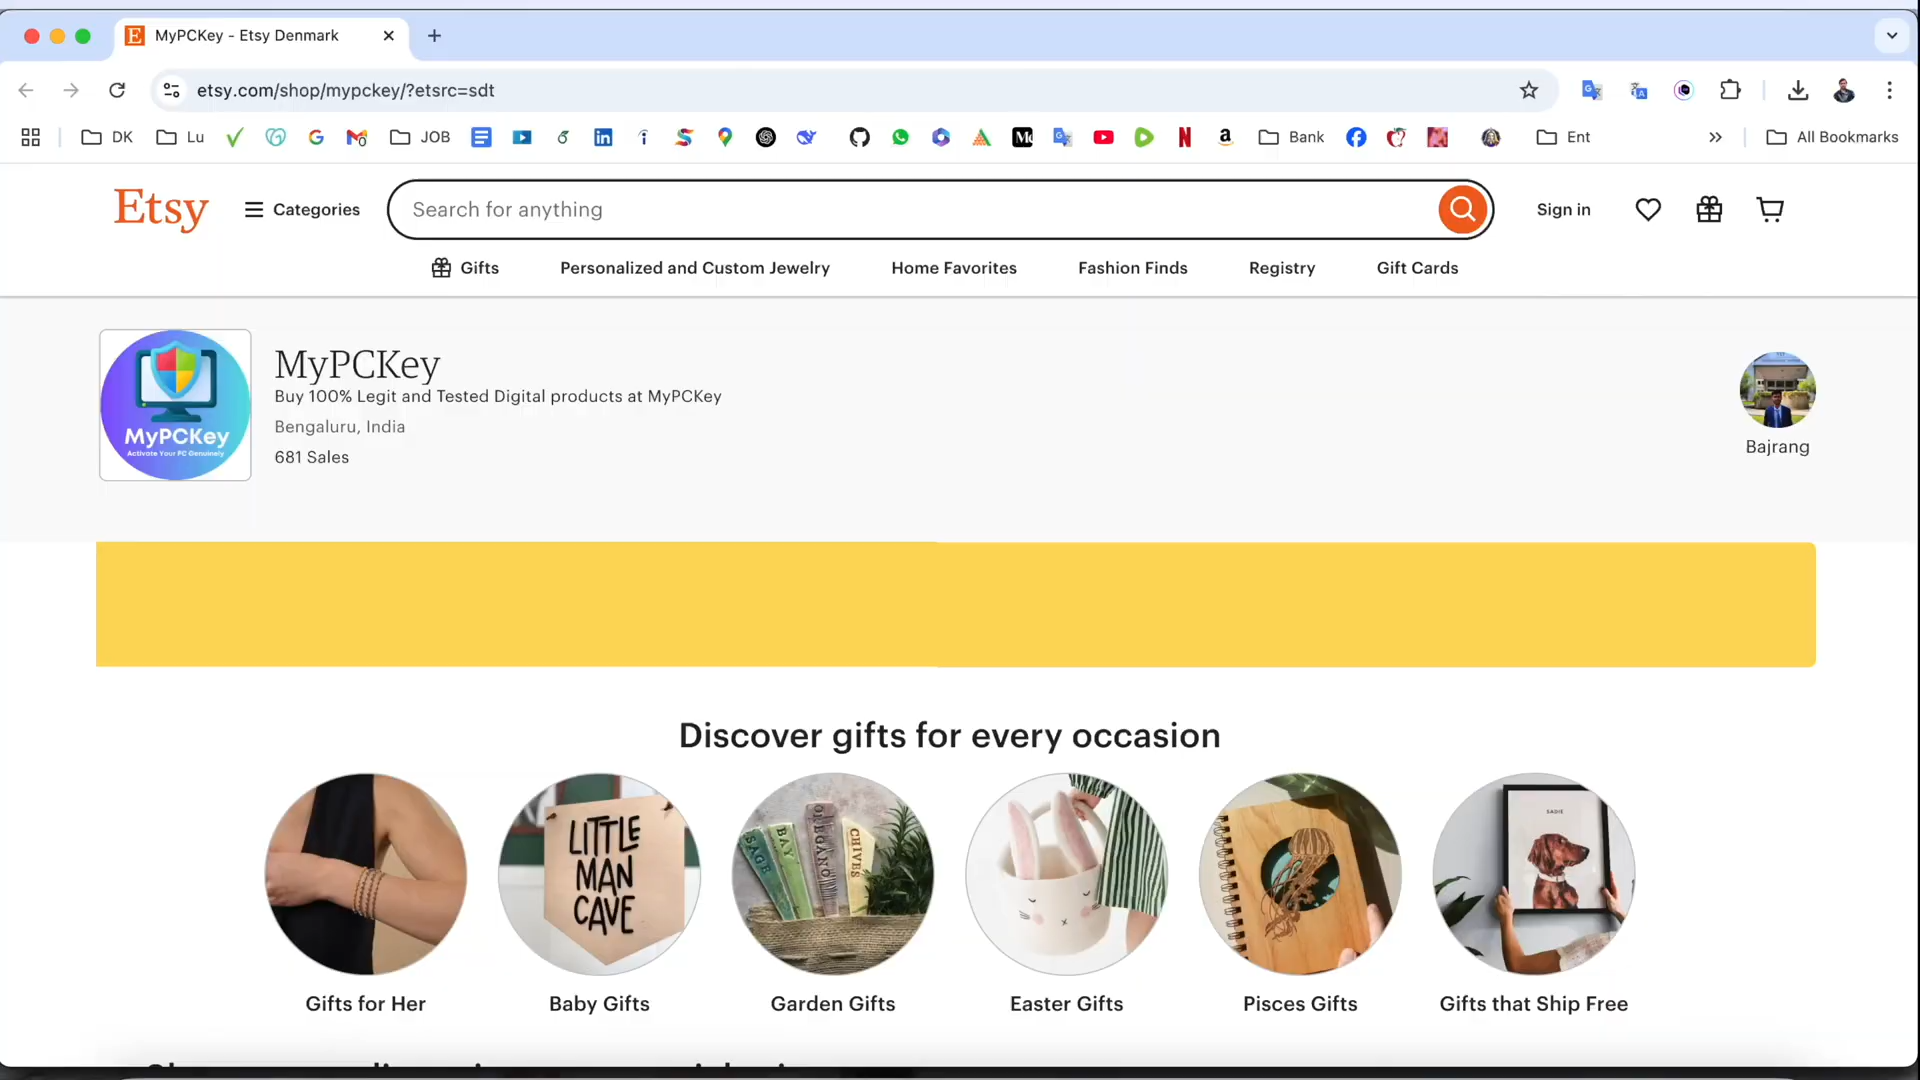 MyPCKey - Etsy Denmark
etsy.com/shop/mypckey/?etsrc=sdt
DK
Lu
JOB
Bank
Ent
All Bookmarks
Etsy
Categories
Search for anything
Sign in
Gifts
Personalized and Custom Jewelry
Home Favorites
Fashion Finds
Registry
Gift Cards
MyPCKey
Activate Your PC Genuinely
MyPCKey
Buy 100% Legit and Tested Digital products at MyPCKey
Bengaluru, India
681 Sales
Bajrang
Discover gifts for every occasion
LITTLE
MAN
CAVE
SAGE
BAY
OREGANO
CHIVES
SADIE
Gifts for Her
Baby Gifts
Garden Gifts
Easter Gifts
Pisces Gifts
Gifts that Ship Free